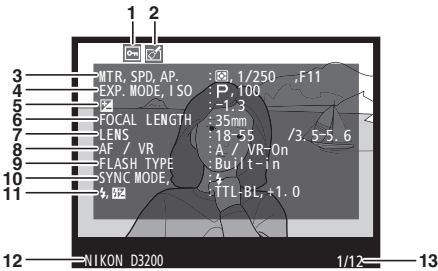 1 2
3 MTR, SPD, AP. : , 1/250 ,F11
4 EXP. MODE, ISO : P, 100
5 : -1.3
6 FOCAL LENGTH : 35mm
7 LENS : 18-55 /3.5-5.6
8 AF / VR : A / VR-On
9 FLASH TYPE : Built-in
10 SYNC MODE, :
11 , : TTL-BL, +1.0
12 NIKON D3200 1/12 13